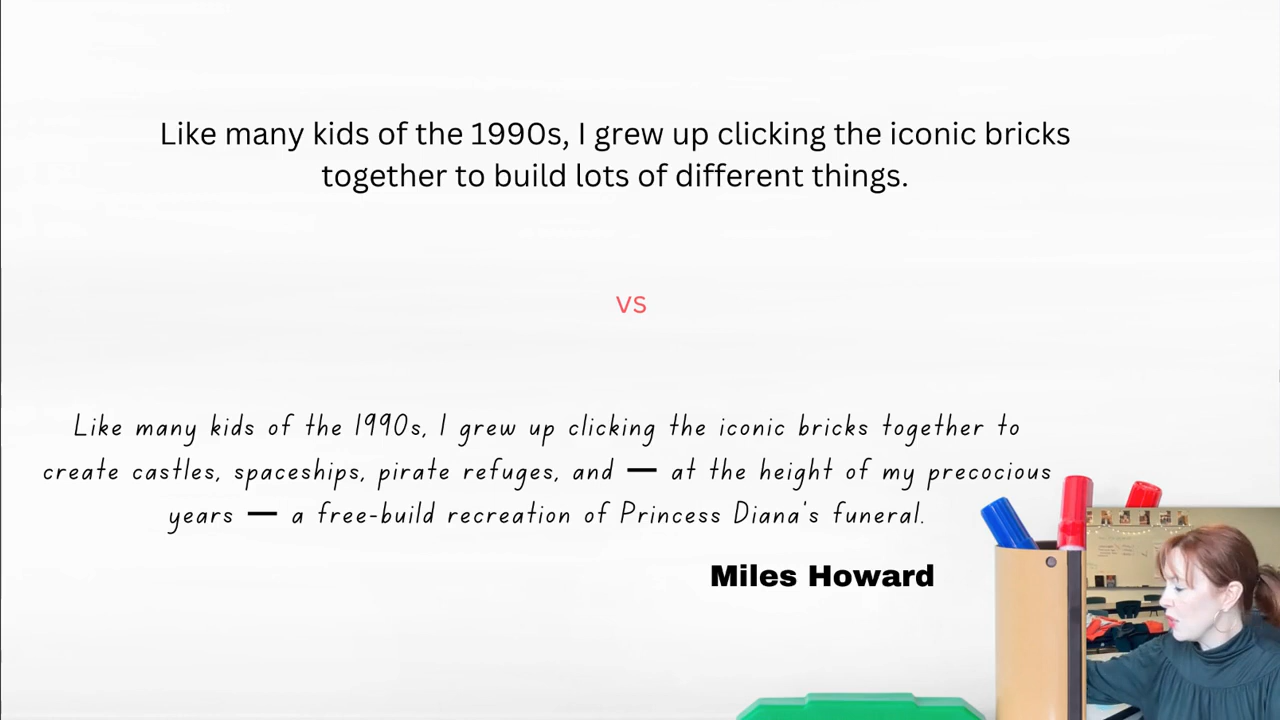 Like many kids of the 1990s, I grew up clicking the iconic bricks
together to build lots of different things.
vs
Like many kids of the 1990s, I grew up clicking the iconic bricks together to
create castles, spaceships, pirate refuges, and — at the height of my precocious
years — a free-build recreation of Princess Diana's funeral.
Miles Howard